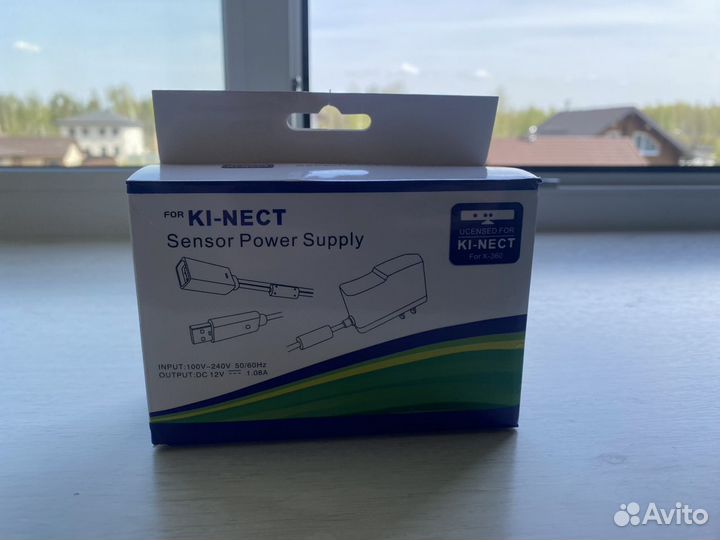 FOR KI-NECT
Sensor Power Supply
UCENSED FOR
KI-NECT
For X-360
INPUT:100V~240V 50/60Hz
OUTPUT:DC 12V 1.08A
Avito